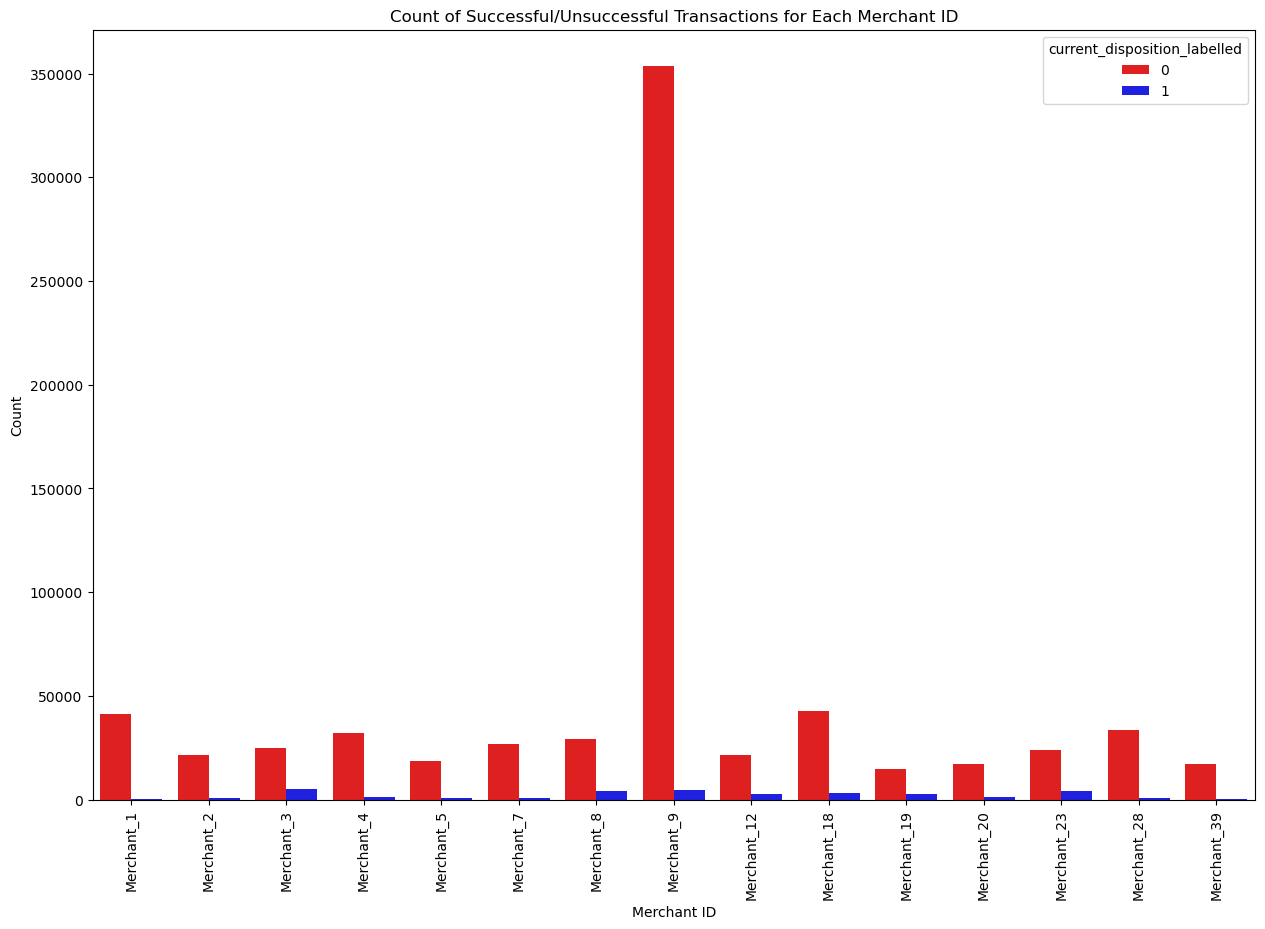 Count of Successful/Unsuccessful Transactions for Each Merchant ID
current_disposition_labelled
0
1
350000
300000
250000
200000
150000
100000
50000
0
Count
Merchant_1
Merchant_2
Merchant_3
Merchant_4
Merchant_5
Merchant_7
Merchant_8
Merchant_9
Merchant_12
Merchant_18
Merchant_19
Merchant_20
Merchant_23
Merchant_28
Merchant_39
Merchant ID